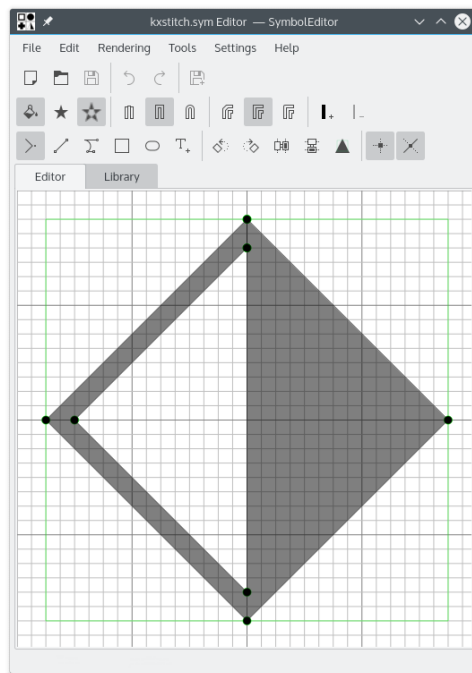 kxstitch.sym Editor — SymbolEditor
File Edit Rendering Tools Settings Help
T
Editor Library